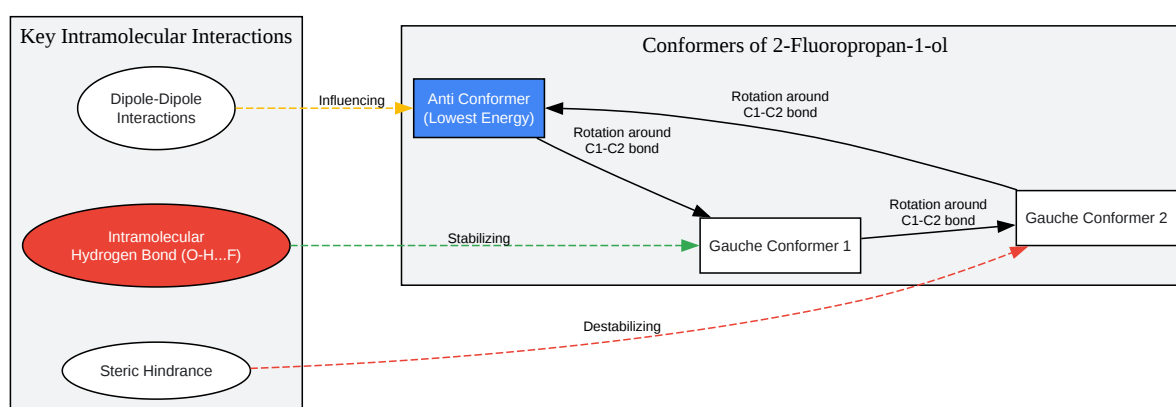 Key Intramolecular Interactions
Dipole-Dipole
Interactions
Intramolecular
Hydrogen Bond (O-H...F)
Steric Hindrance
Influencing
Stabilizing
Destabilizing
Conformers of 2-Fluoropropan-1-ol
Anti Conformer
(Lowest Energy)
Rotation around
C1-C2 bond
Rotation around
C1-C2 bond
Gauche Conformer 1
Rotation around
C1-C2 bond
Gauche Conformer 2